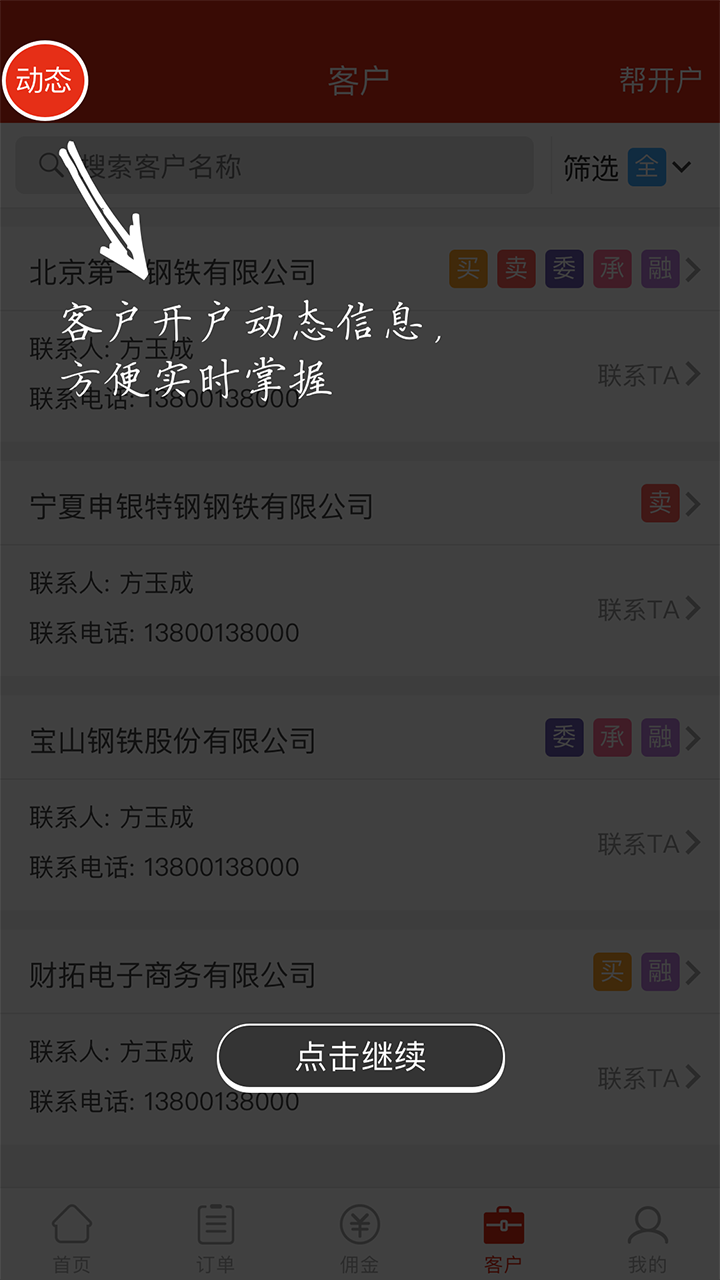 动态
客户
帮开户
搜索客户名称
筛选 全
北京第一钢铁有限公司 买 卖 委 承 融
客户开户动态信息,
联系人: 方玉成
方便实时掌握
联系TA
联系电话: 13800138000
宁夏申银特钢钢铁有限公司 卖
联系人: 方玉成
联系TA
联系电话: 13800138000
宝山钢铁股份有限公司 委 承 融
联系人: 方玉成
联系TA
联系电话: 13800138000
财拓电子商务有限公司 买 融
联系人: 方玉成
点击继续
联系TA
联系电话: 13800138000
首页 订单 佣金 客户 我的